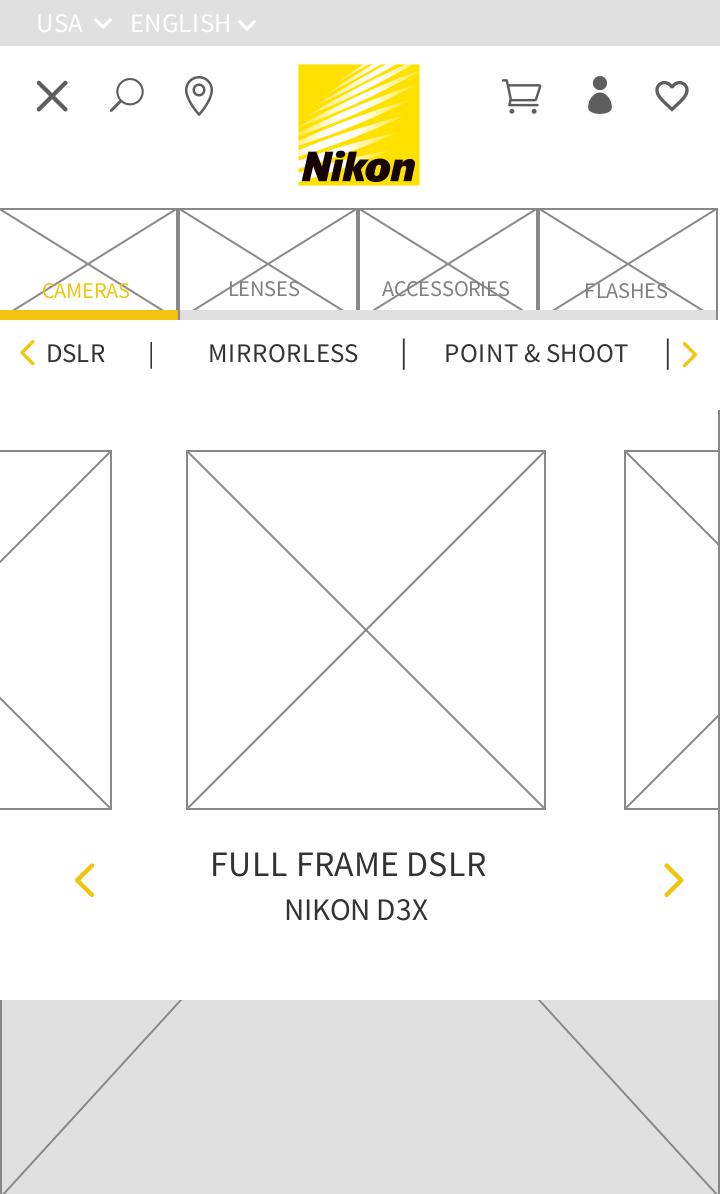 USA ENGLISH
Nikon
CAMERAS LENSES ACCESSORIES FLASHES
DSLR | MIRRORLESS | POINT & SHOOT |
FULL FRAME DSLR
NIKON D3X